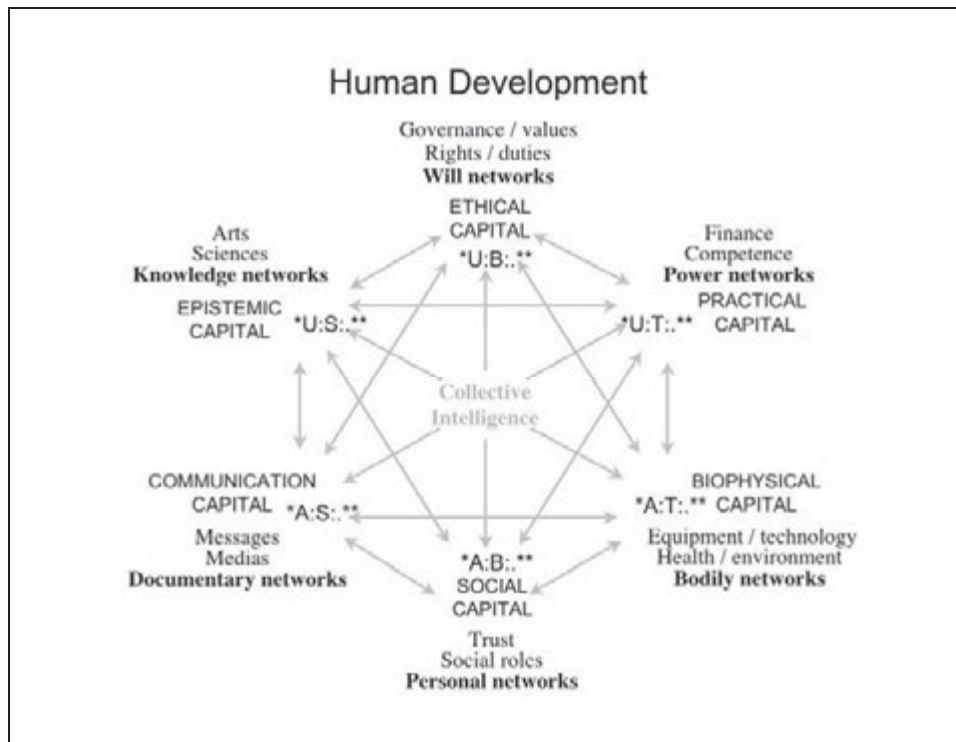 Human Development
Governance / values
Rights / duties
Will networks
ETHICAL
CAPITAL
*U:B:.**
Arts
Sciences
Knowledge networks
EPISTEMIC
CAPITAL
*U:S:.**
Finance
Competence
Power networks
PRACTICAL
CAPITAL
*U:T:.**
Collective
Intelligence
COMMUNICATION
CAPITAL
*A:S:.**
Messages
Medias
Documentary networks
BIOPHYSICAL
CAPITAL
*A:T:.**
Equipment / technology
Health / environment
Bodily networks
*A:B:.**
SOCIAL
CAPITAL
Trust
Social roles
Personal networks